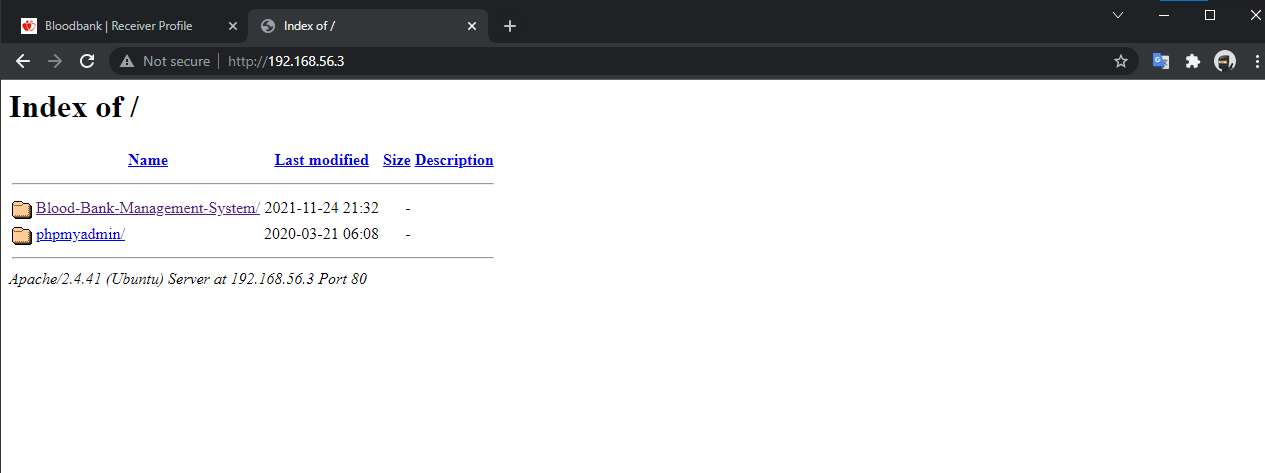 Bloodbank | Receiver Profile
Index of /
Not secure | http://192.168.56.3
Index of /
Name Last modified Size Description
Blood-Bank-Management-System/ 2021-11-24 21:32 -
phpmyadmin/ 2020-03-21 06:08 -
Apache/2.4.41 (Ubuntu) Server at 192.168.56.3 Port 80